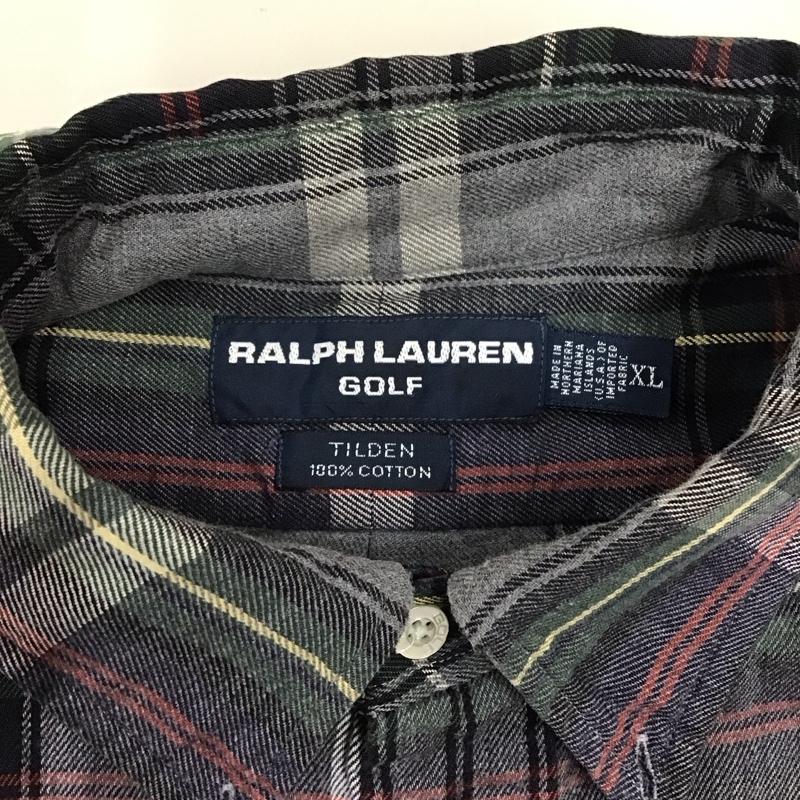 RALPH LAUREN
GOLF
MADE IN
NORTHERN
MARIANA
ISLANDS
(U.S.A.) OF
IMPORTED
FABRIC
XL
TILDEN
100% COTTON